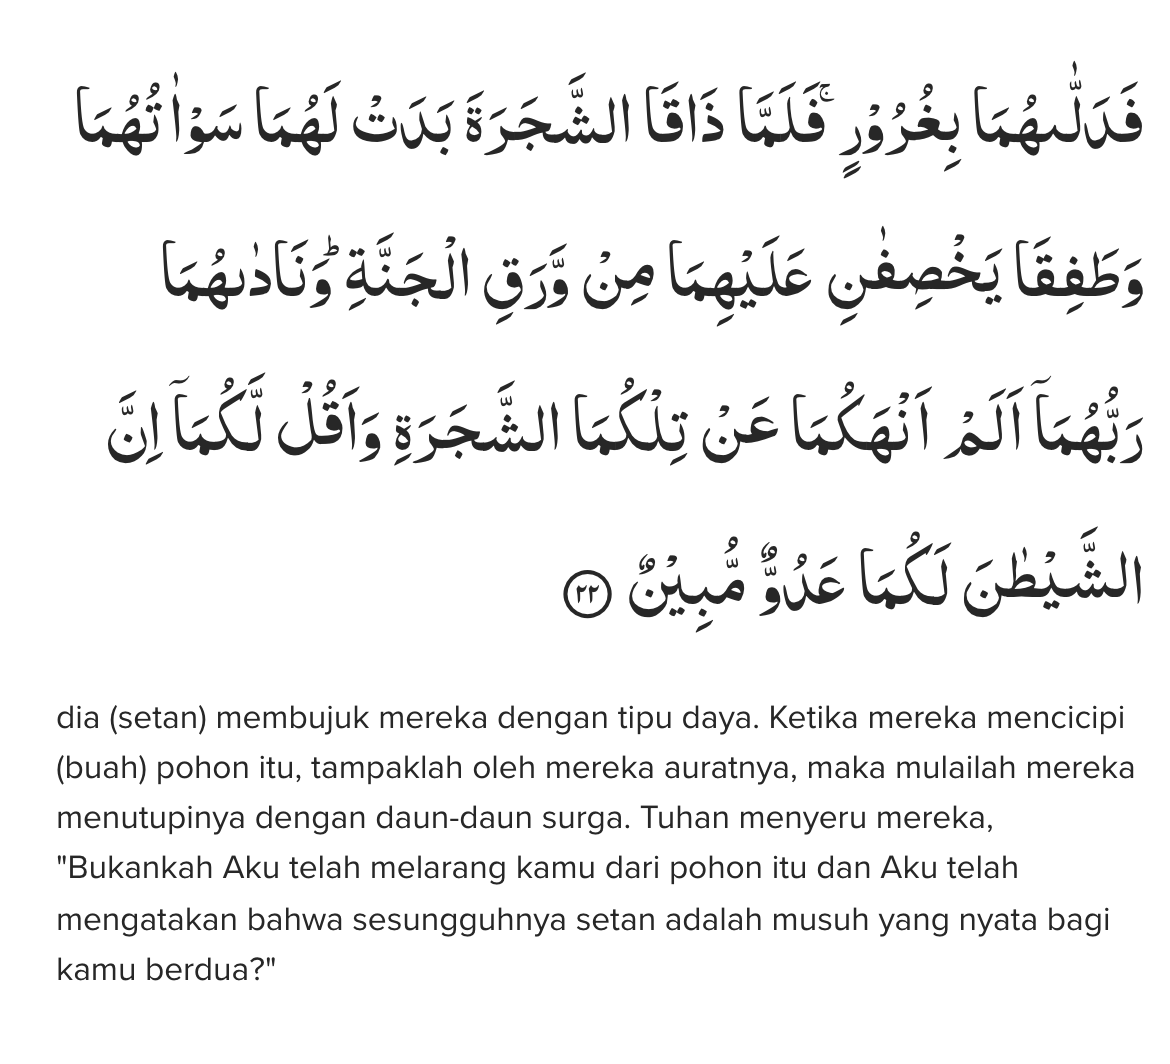 فَدَلّٰىهُمَا بِغُرُوْرٍ ۚفَلَمَّا ذَاقَا الشَّجَرَةَ بَدَتْ لَهُمَا سَوْاٰتُهُمَا
وَطَفِقَا يَخْصِفٰنِ عَلَيْهِمَا مِنْ وَّرَقِ الْجَنَّةِۗ وَنَادٰىهُمَا
رَبُّهُمَآ اَلَمْ اَنْهَكُمَا عَنْ تِلْكُمَا الشَّجَرَةِ وَاَقُلْ لَّكُمَآ اِنَّ
الشَّيْطٰنَ لَكُمَا عَدُوٌّ مُّبِيْنٌ ٢٢
dia (setan) membujuk mereka dengan tipu daya. Ketika mereka mencicipi
(buah) pohon itu, tampaklah oleh mereka auratnya, maka mulailah mereka
menutupinya dengan daun-daun surga. Tuhan menyeru mereka,
"Bukankah Aku telah melarang kamu dari pohon itu dan Aku telah
mengatakan bahwa sesungguhnya setan adalah musuh yang nyata bagi
kamu berdua?"